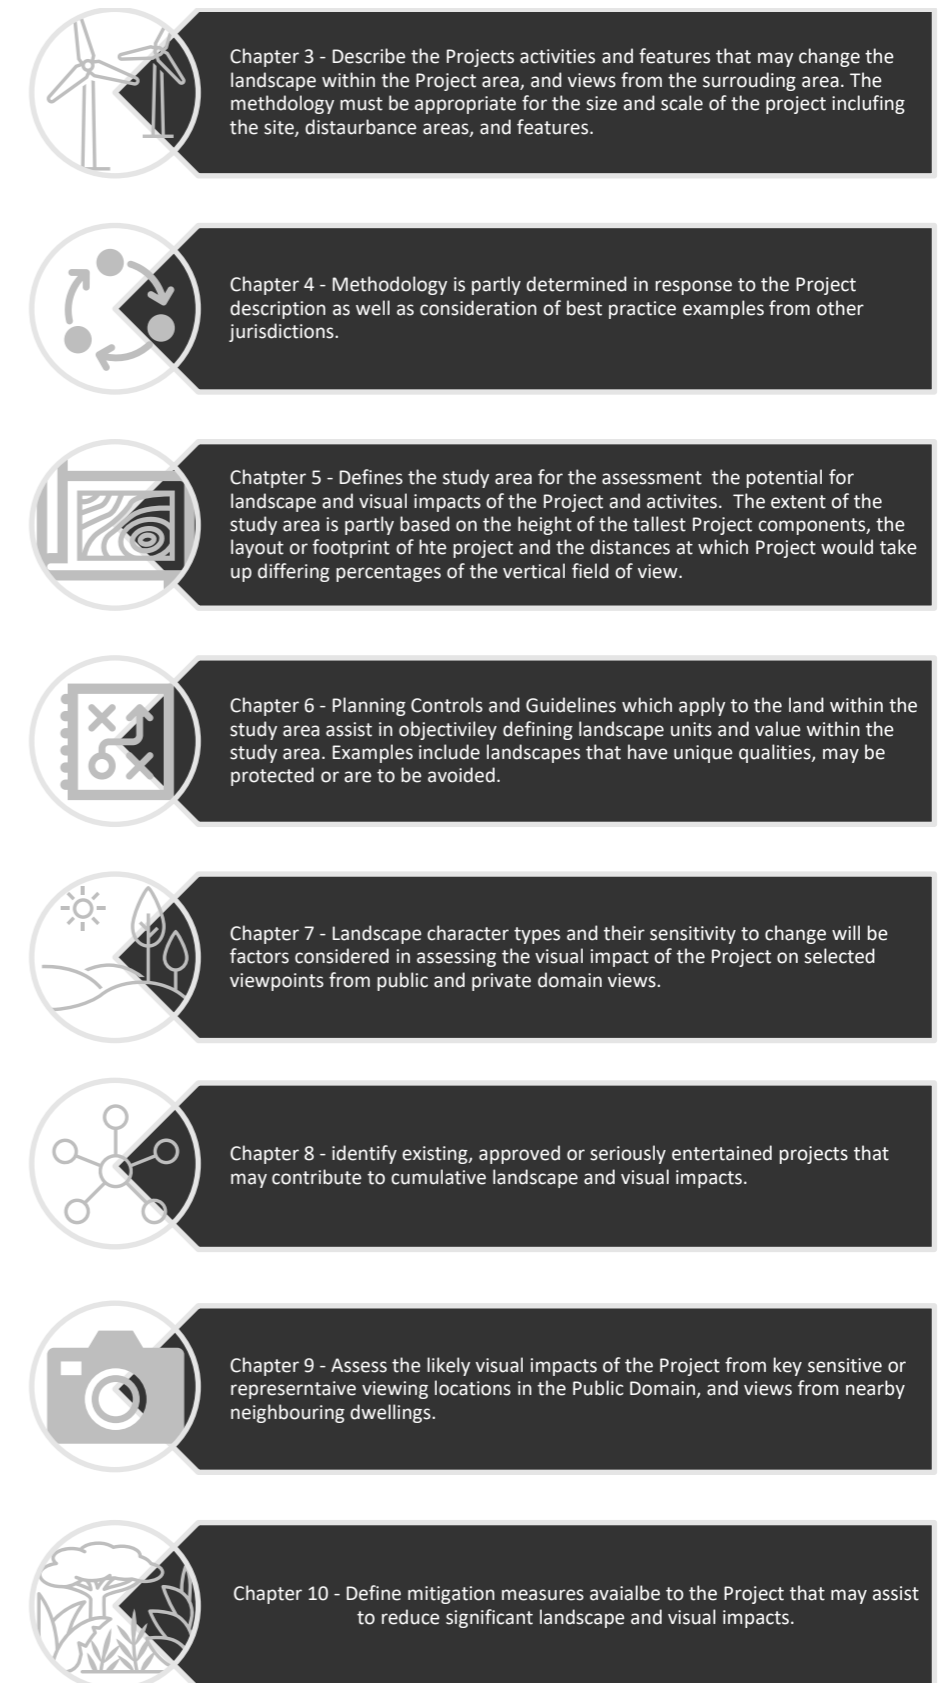 Chapter 3 - Describe the Projects activities and features that may change the
landscape within the Project area, and views from the surrouding area. The
methdology must be appropriate for the size and scale of the project inclufing
the site, distaurbance areas, and features.
Chapter 4 - Methodology is partly determined in response to the Project
description as well as consideration of best practice examples from other
jurisdictions.
Chatpter 5 - Defines the study area for the assessment  the potential for
landscape and visual impacts of the Project and activites.  The extent of the
study area is partly based on the height of the tallest Project components, the
layout or footprint of hte project and the distances at which Project would take
up differing percentages of the vertical field of view.
Chapter 6 - Planning Controls and Guidelines which apply to the land within the
study area assist in objectiviley defining landscape units and value within the
study area. Examples include landscapes that have unique qualities, may be
protected or are to be avoided.
Chapter 7 - Landscape character types and their sensitivity to change will be
factors considered in assessing the visual impact of the Project on selected
viewpoints from public and private domain views.
Chapter 8 - identify existing, approved or seriously entertained projects that
may contribute to cumulative landscape and visual impacts.
Chapter 9 - Assess the likely visual impacts of the Project from key sensitive or
represerntaive viewing locations in the Public Domain, and views from nearby
neighbouring dwellings.
Chapter 10 - Define mitigation measures avaialbe to the Project that may assist
to reduce significant landscape and visual impacts.